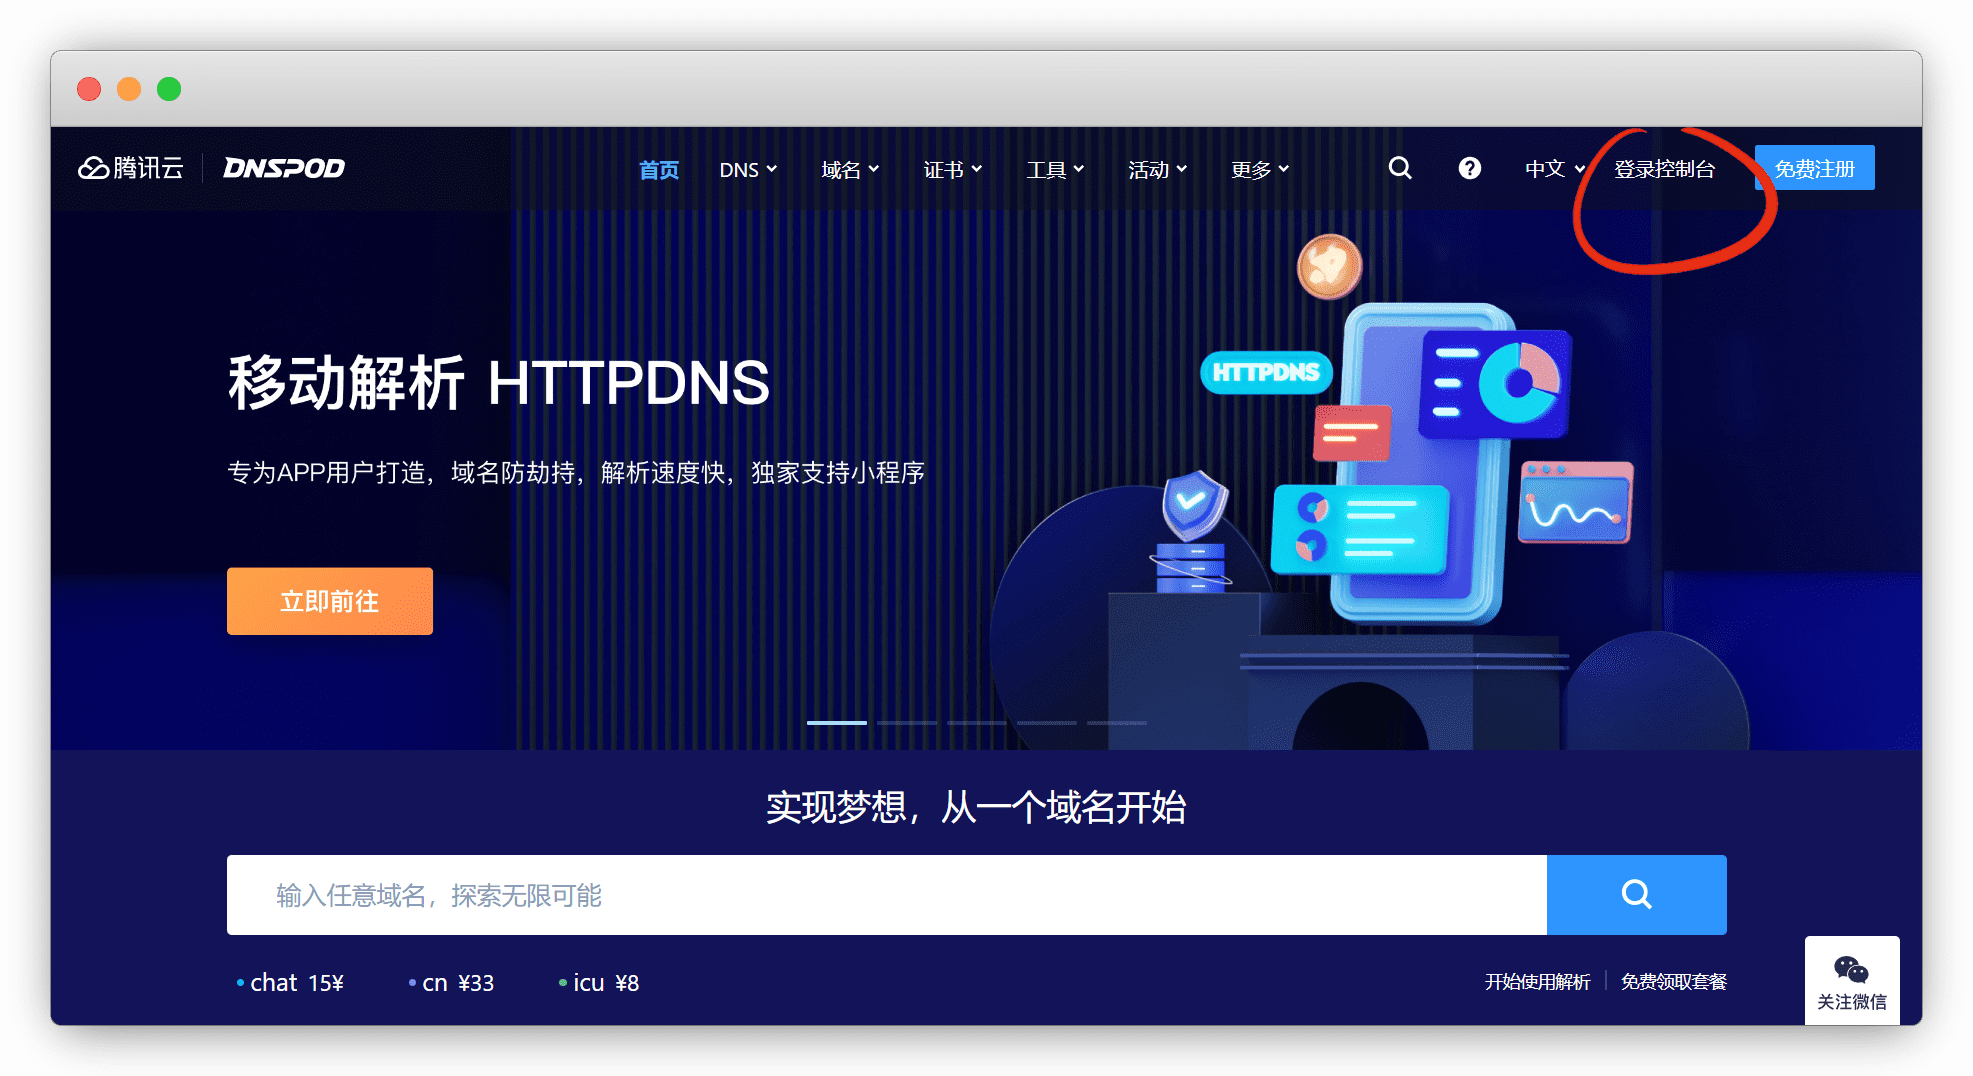 腾讯云 DNSPOD 首页 DNS 域名 证书 工具 活动 更多 中文 登录控制台 免费注册
移动解析 HTTPDNS
专为APP用户打造，域名防劫持，解析速度快，独家支持小程序
立即前往
HTTPDNS
实现梦想，从一个域名开始
输入任意域名，探索无限可能
chat 15¥ cn ¥33 icu ¥8 开始使用解析 免费领取套餐
关注微信